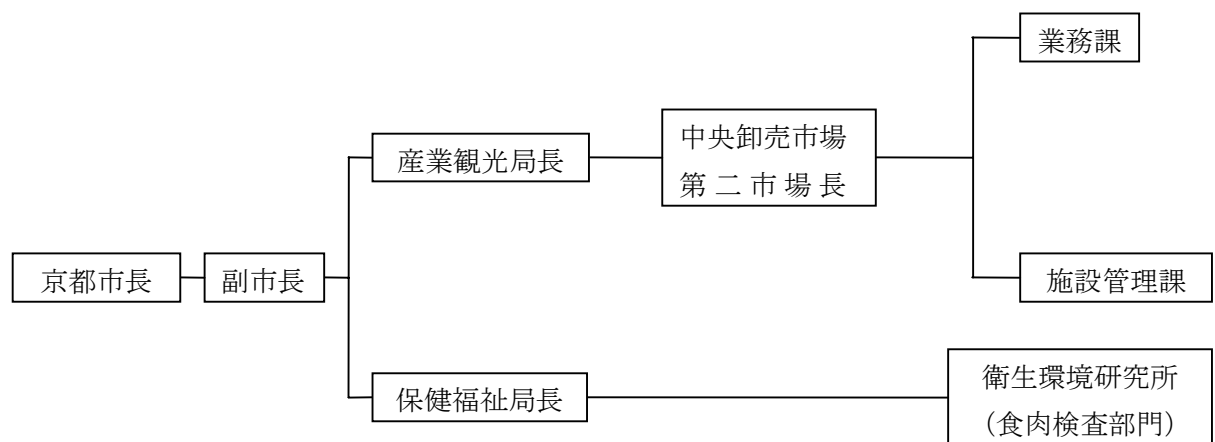 業務課
産業観光局長
中央卸売市場
第二市場長
京都市長
副市長
施設管理課
保健福祉局長
衛生環境研究所
（食肉検査部門）